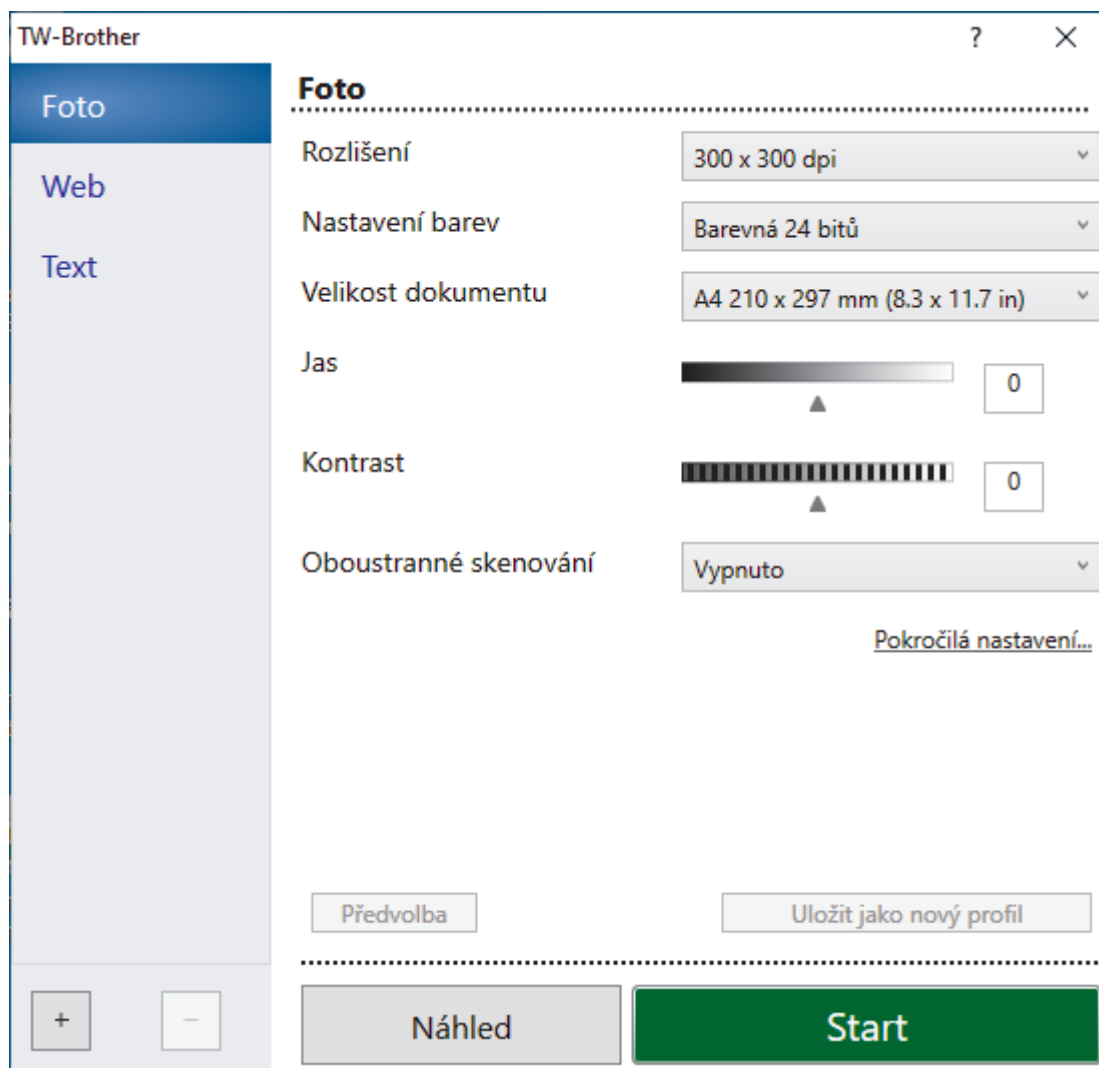 TW-Brother ? ×
Foto
Web
Text
Foto
Rozlišení 300 x 300 dpi
Nastavení barev Barevná 24 bitů
Velikost dokumentu A4 210 x 297 mm (8.3 x 11.7 in)
Jas 0
Kontrast 0
Oboustranné skenování Vypnuto
Pokročilá nastavení...
Předvolba Uložit jako nový profil
+ −
Náhled Start